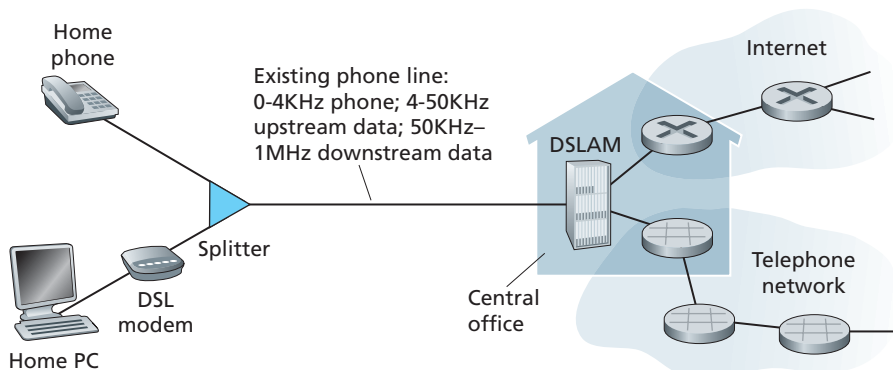 Home
phone
Existing phone line:
0-4KHz phone; 4-50KHz
upstream data; 50KHz–
1MHz downstream data
Internet
DSLAM
Splitter
DSL
modem
Home PC
Central
office
Telephone
network